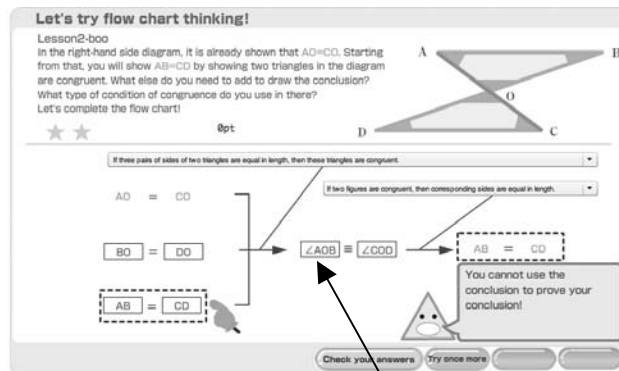 Let's try flow chart thinking!
Lesson2-boo
In the right-hand side diagram, it is already shown that AO=CO. Starting
from that, you will show AB=CD by showing two triangles in the diagram
are congruent. What else do you need to add to draw the conclusion?
What type of condition of congruence do you use in there?
Let's complete the flow chart!
0pt
A
B
O
D
C
If three pairs of sides of two triangles are equal in length, then these triangles are congruent.
If two figures are congruent, then corresponding sides are equal in length.
AO = CO
BO = DO
∠AOB ≡ ∠COD
AB = CD
AB = CD
You cannot use the
conclusion to prove your
conclusion!
Check your answers
Try once more